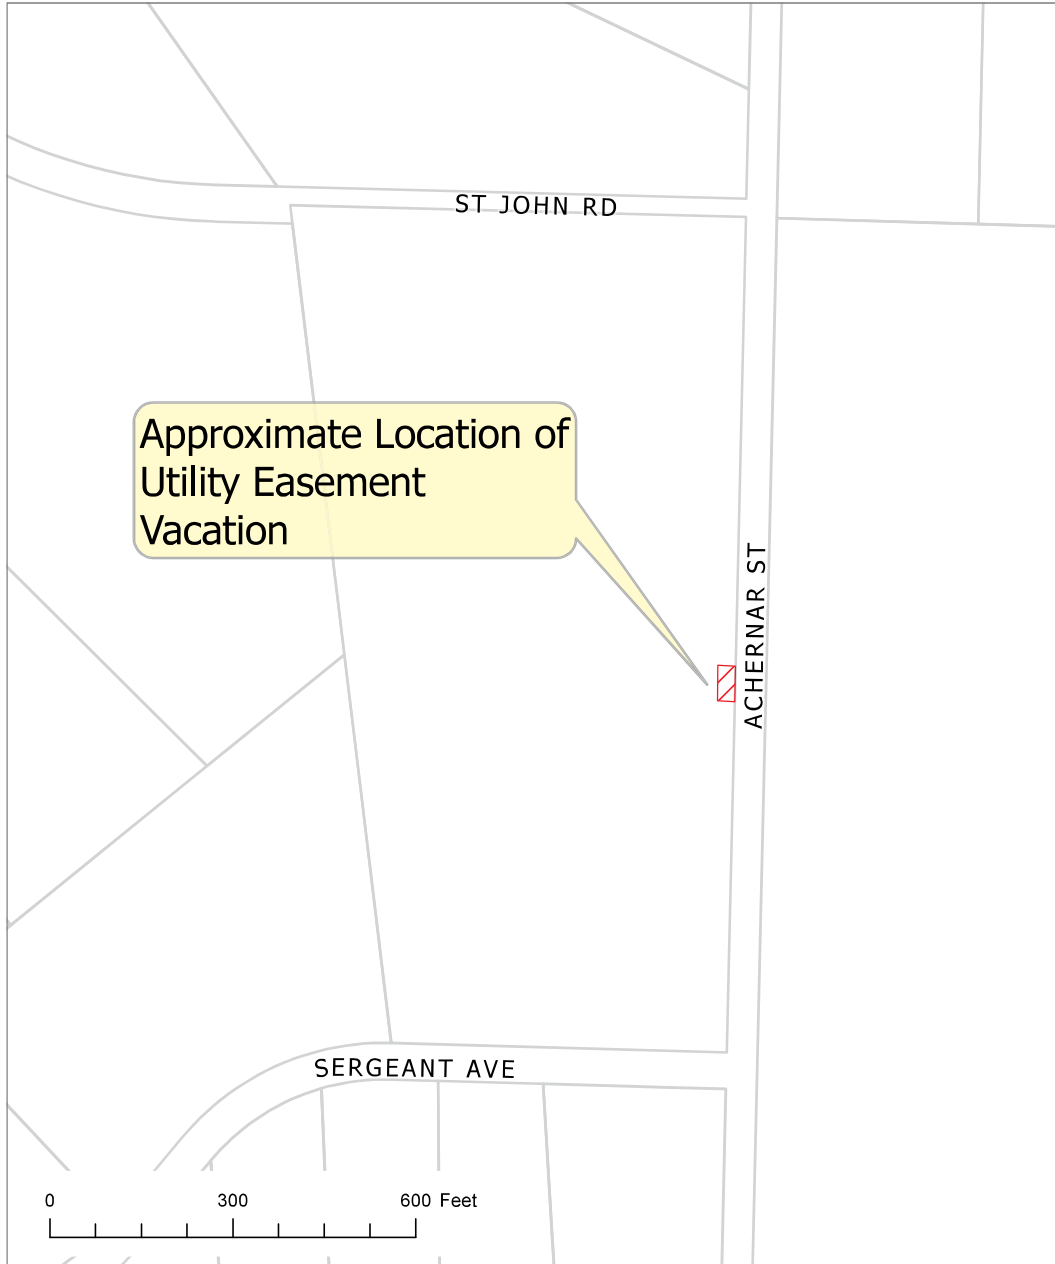 ST JOHN RD
Approximate Location of
Utility Easement
Vacation
ACHERNAR ST
SERGEANT AVE
0 300 600 Feet